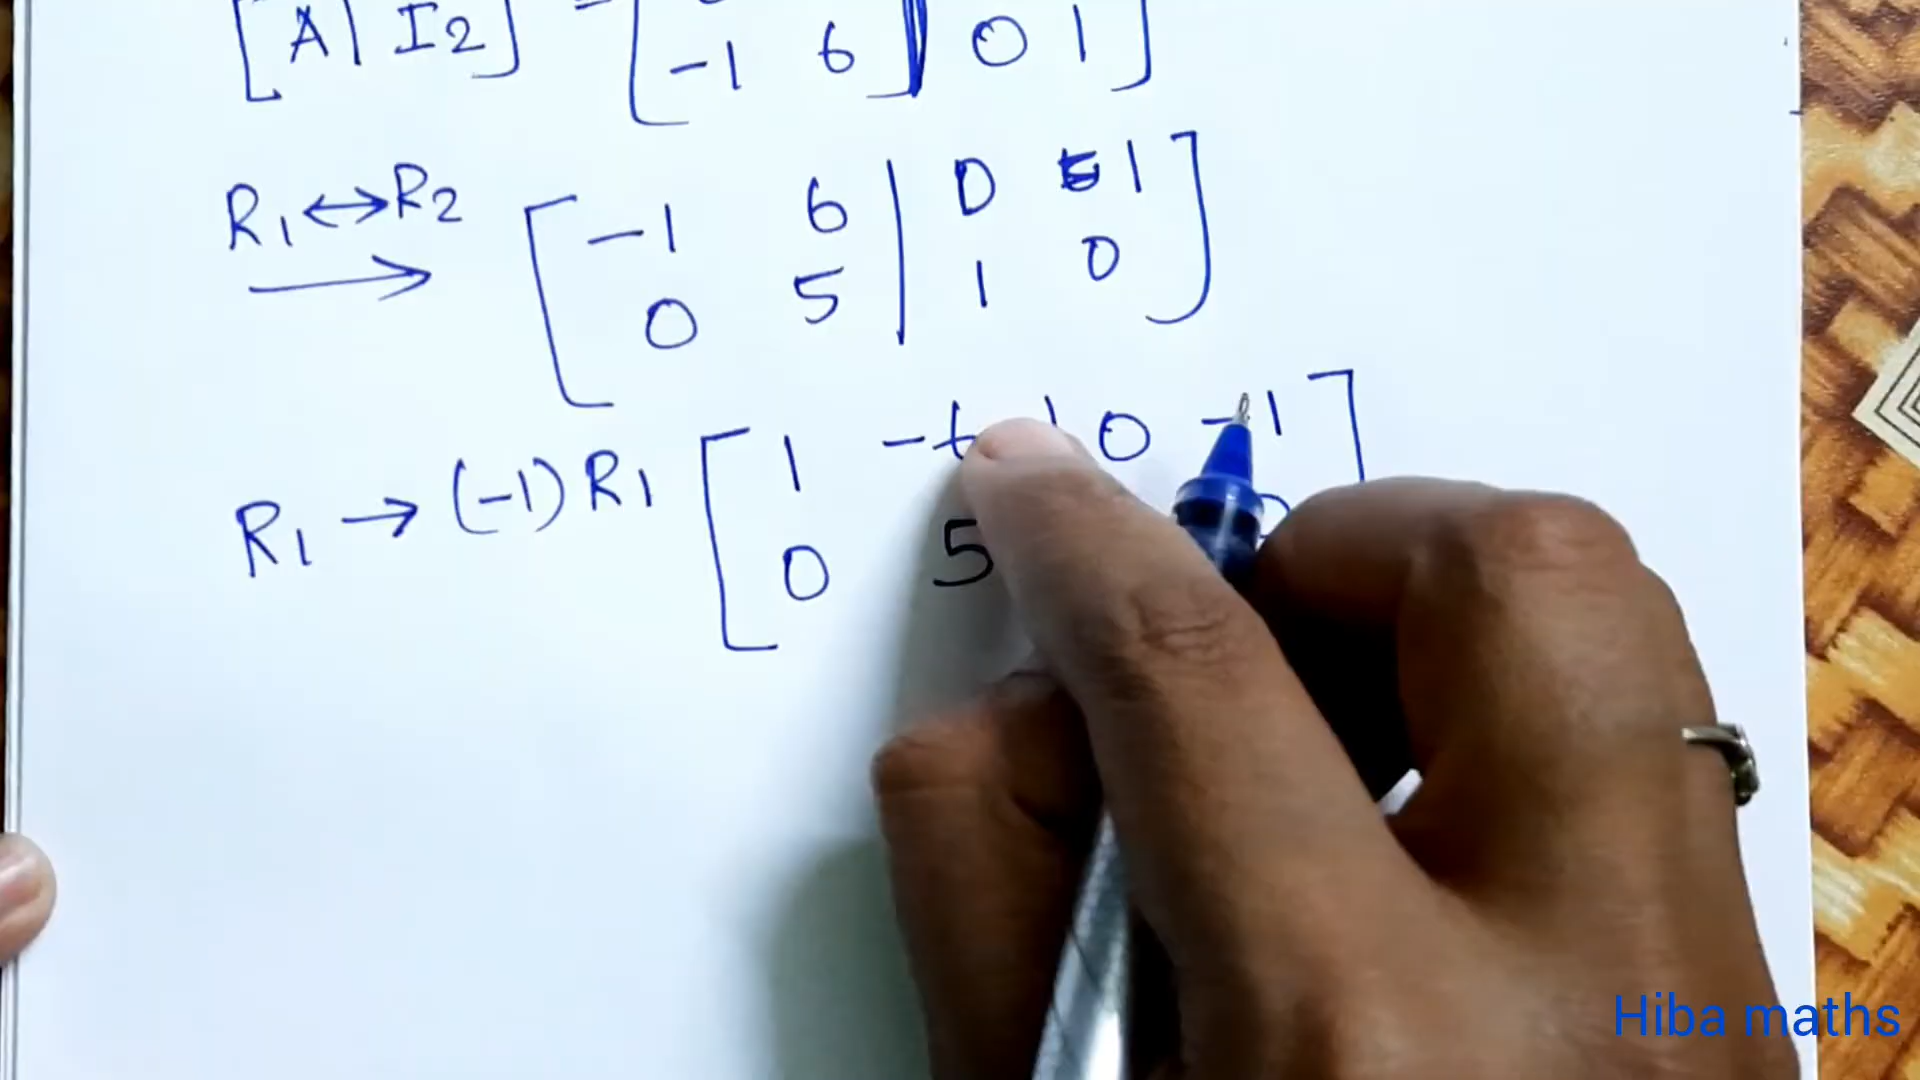 [A | I2] = [
-1 6 | 0 1]
R1 ↔ R2 → [-1 6 | 0 1]
[0 5 | 1 0]
R1 → (-1) R1 [1 -6 | 0 -1]
[0 5
Hiba maths